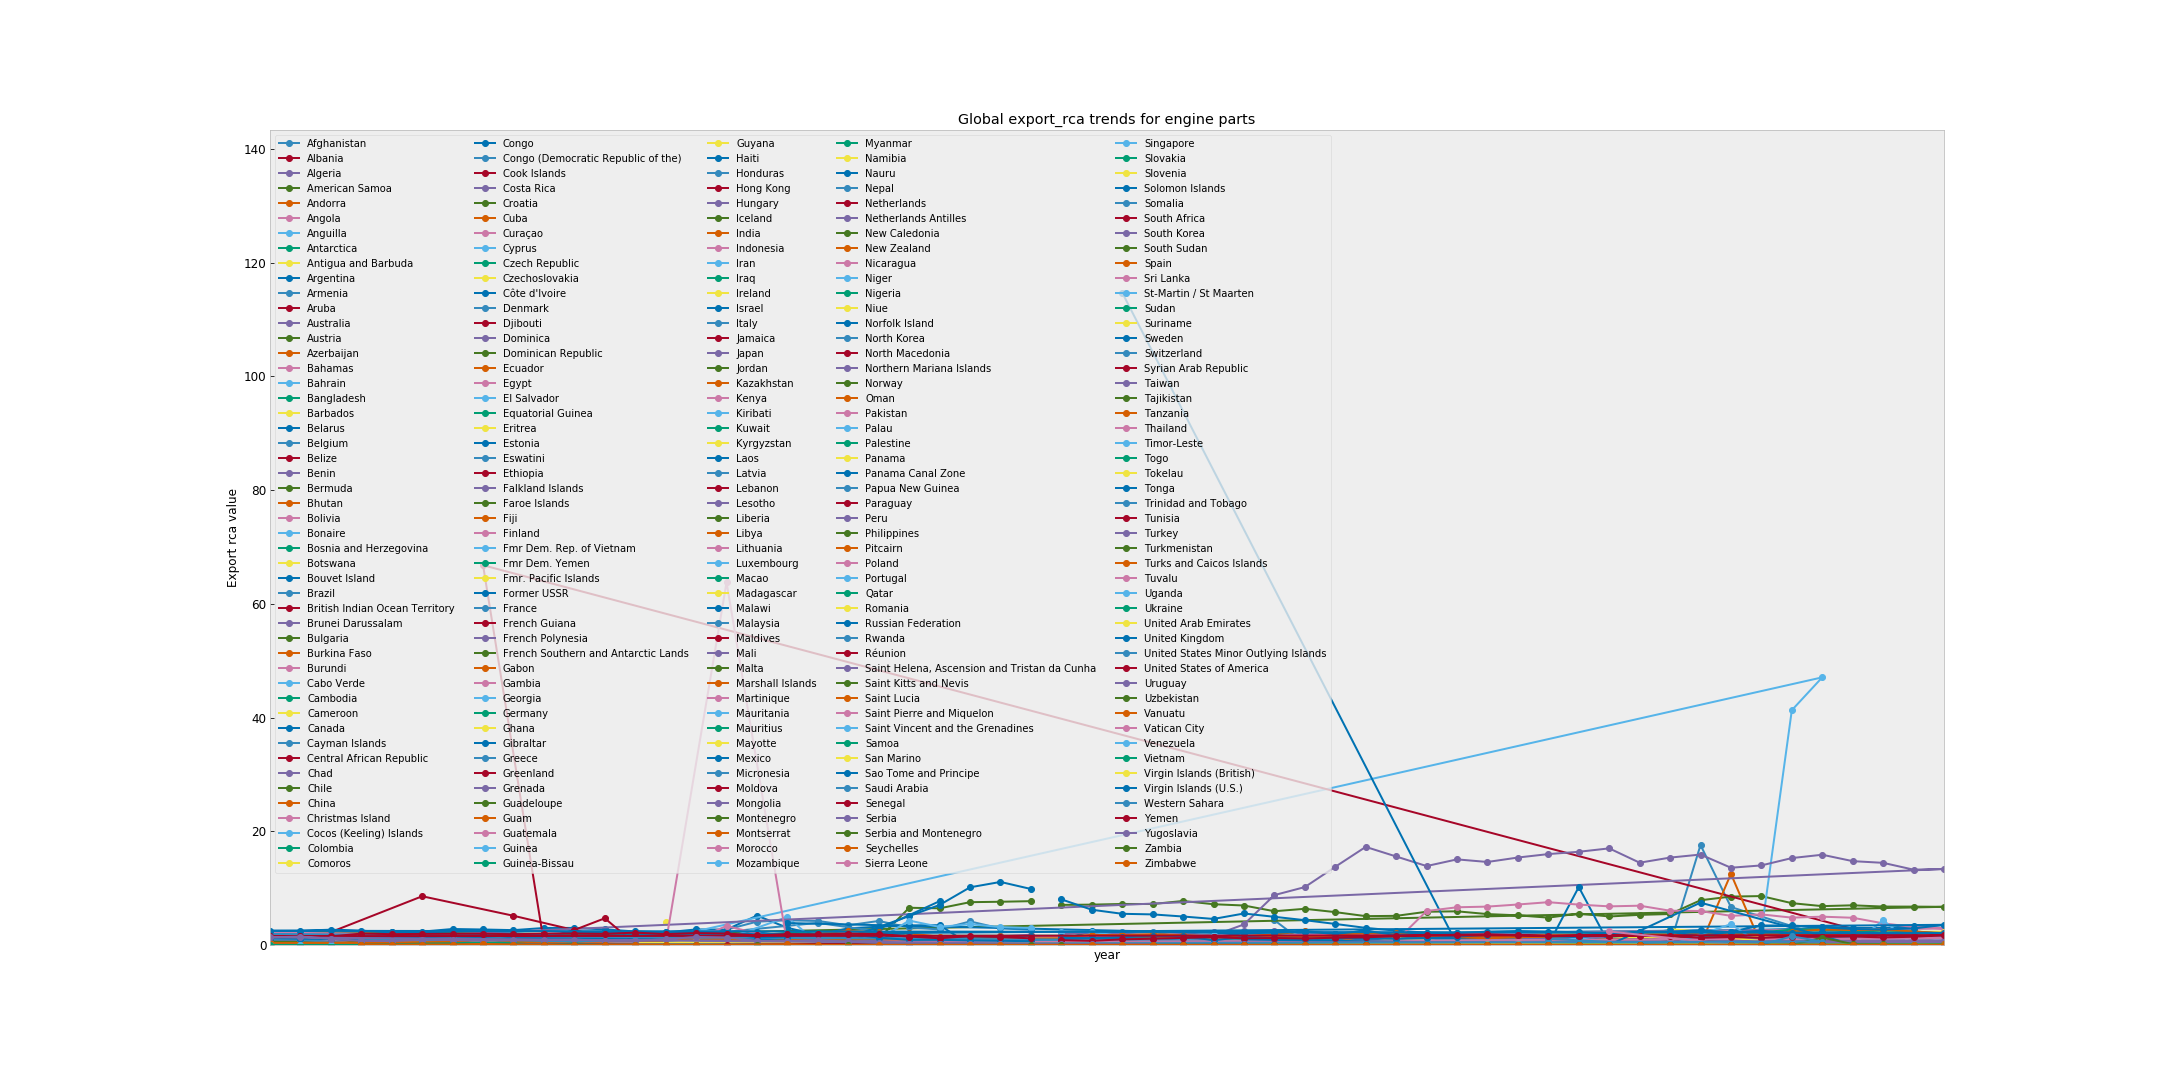 Global export_rca trends for engine parts
Export rca value
140
120
100
80
60
40
20
0
Afghanistan
Albania
Algeria
American Samoa
Andorra
Angola
Anguilla
Antarctica
Antigua and Barbuda
Argentina
Armenia
Aruba
Australia
Austria
Azerbaijan
Bahamas
Bahrain
Bangladesh
Barbados
Belarus
Belgium
Belize
Benin
Bermuda
Bhutan
Bolivia
Bonaire
Bosnia and Herzegovina
Botswana
Bouvet Island
Brazil
British Indian Ocean Territory
Brunei Darussalam
Bulgaria
Burkina Faso
Burundi
Cabo Verde
Cambodia
Cameroon
Canada
Cayman Islands
Central African Republic
Chad
Chile
China
Christmas Island
Cocos (Keeling) Islands
Colombia
Comoros
Congo
Congo (Democratic Republic of the)
Cook Islands
Costa Rica
Croatia
Cuba
Curaçao
Cyprus
Czech Republic
Czechoslovakia
Côte d'Ivoire
Denmark
Djibouti
Dominica
Dominican Republic
Ecuador
Egypt
El Salvador
Equatorial Guinea
Eritrea
Estonia
Eswatini
Ethiopia
Falkland Islands
Faroe Islands
Fiji
Finland
Fmr Dem. Rep. of Vietnam
Fmr Dem. Yemen
Fmr. Pacific Islands
Former USSR
France
French Guiana
French Polynesia
French Southern and Antarctic Lands
Gabon
Gambia
Georgia
Germany
Ghana
Gibraltar
Greece
Greenland
Grenada
Guadeloupe
Guam
Guatemala
Guinea
Guinea-Bissau
Guyana
Haiti
Honduras
Hong Kong
Hungary
Iceland
India
Indonesia
Iran
Iraq
Ireland
Israel
Italy
Jamaica
Japan
Jordan
Kazakhstan
Kenya
Kiribati
Kuwait
Kyrgyzstan
Laos
Latvia
Lebanon
Lesotho
Liberia
Libya
Lithuania
Luxembourg
Macao
Madagascar
Malawi
Malaysia
Maldives
Mali
Malta
Marshall Islands
Martinique
Mauritania
Mauritius
Mayotte
Mexico
Micronesia
Moldova
Mongolia
Montenegro
Montserrat
Morocco
Mozambique
Myanmar
Namibia
Nauru
Nepal
Netherlands
Netherlands Antilles
New Caledonia
New Zealand
Nicaragua
Niger
Nigeria
Niue
Norfolk Island
North Korea
North Macedonia
Northern Mariana Islands
Norway
Oman
Pakistan
Palau
Palestine
Panama
Panama Canal Zone
Papua New Guinea
Paraguay
Peru
Philippines
Pitcairn
Poland
Portugal
Qatar
Romania
Russian Federation
Rwanda
Réunion
Saint Helena, Ascension and Tristan da Cunha
Saint Kitts and Nevis
Saint Lucia
Saint Pierre and Miquelon
Saint Vincent and the Grenadines
Samoa
San Marino
Sao Tome and Principe
Saudi Arabia
Senegal
Serbia
Serbia and Montenegro
Seychelles
Sierra Leone
Singapore
Slovakia
Slovenia
Solomon Islands
Somalia
South Africa
South Korea
South Sudan
Spain
Sri Lanka
St-Martin / St Maarten
Sudan
Suriname
Sweden
Switzerland
Syrian Arab Republic
Taiwan
Tajikistan
Tanzania
Thailand
Timor-Leste
Togo
Tokelau
Tonga
Trinidad and Tobago
Tunisia
Turkey
Turkmenistan
Turks and Caicos Islands
Tuvalu
Uganda
Ukraine
United Arab Emirates
United Kingdom
United States Minor Outlying Islands
United States of America
Uruguay
Uzbekistan
Vanuatu
Vatican City
Venezuela
Vietnam
Virgin Islands (British)
Virgin Islands (U.S.)
Western Sahara
Yemen
Yugoslavia
Zambia
Zimbabwe
year